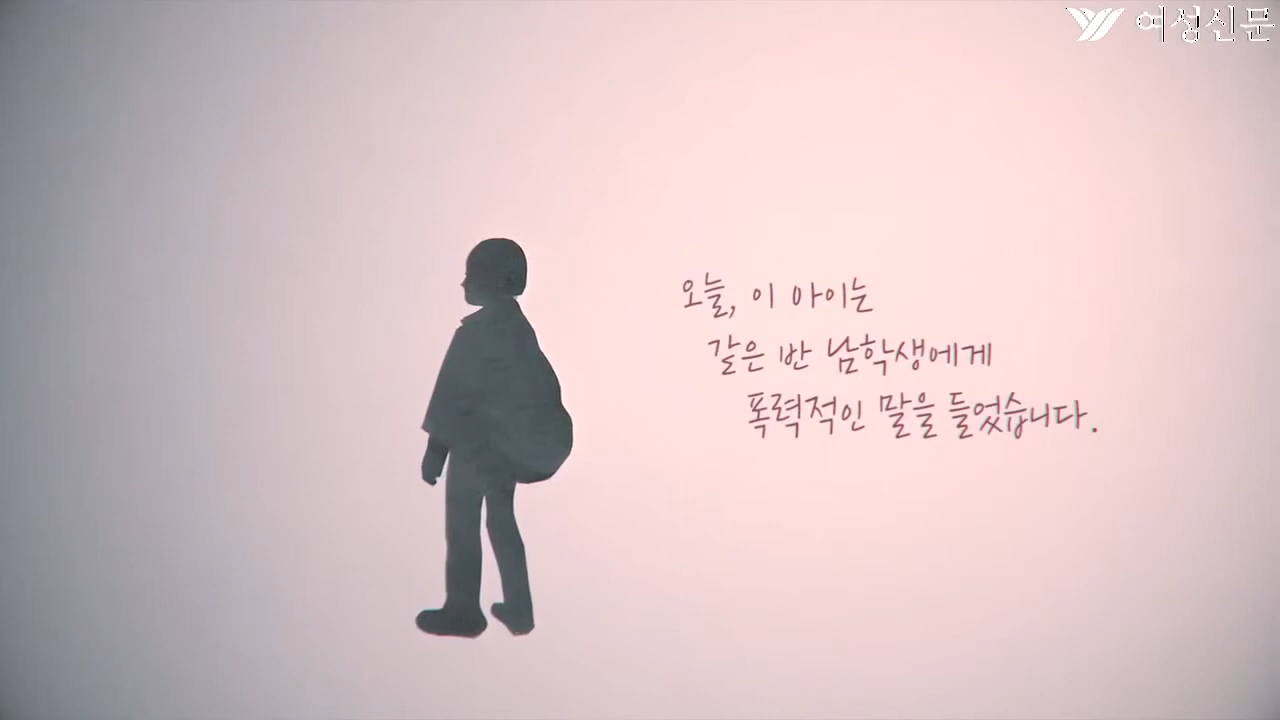 여성신문
오늘, 이 아이는
같은 반 남학생에게
폭력적인 말을 들었습니다.